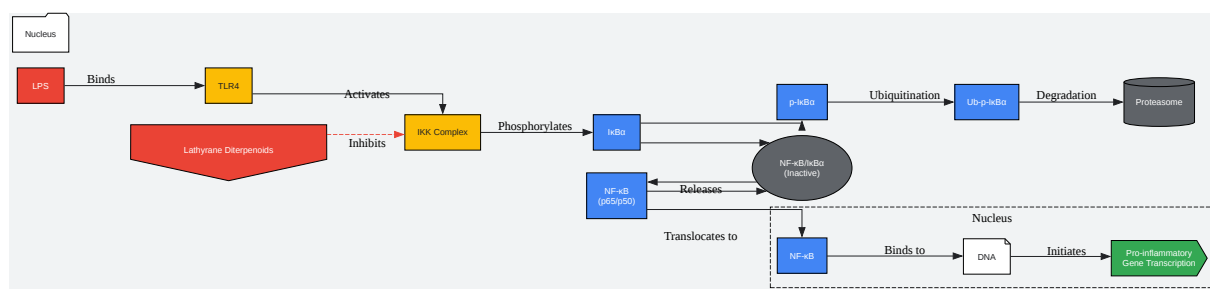 Nucleus
LPS
Binds
TLR4
Activates
Lathyrane Diterpenoids
Inhibits
IKK Complex
Phosphorylates
IκBα
p-IκBα
Ubiquitination
Ub-p-IκBα
Degradation
Proteasome
NF-κB/IκBα
(Inactive)
NF-κB
(p65/p50)
Releases
Translocates to
Nucleus
NF-κB
Binds to
DNA
Initiates
Pro-inflammatory
Gene Transcription